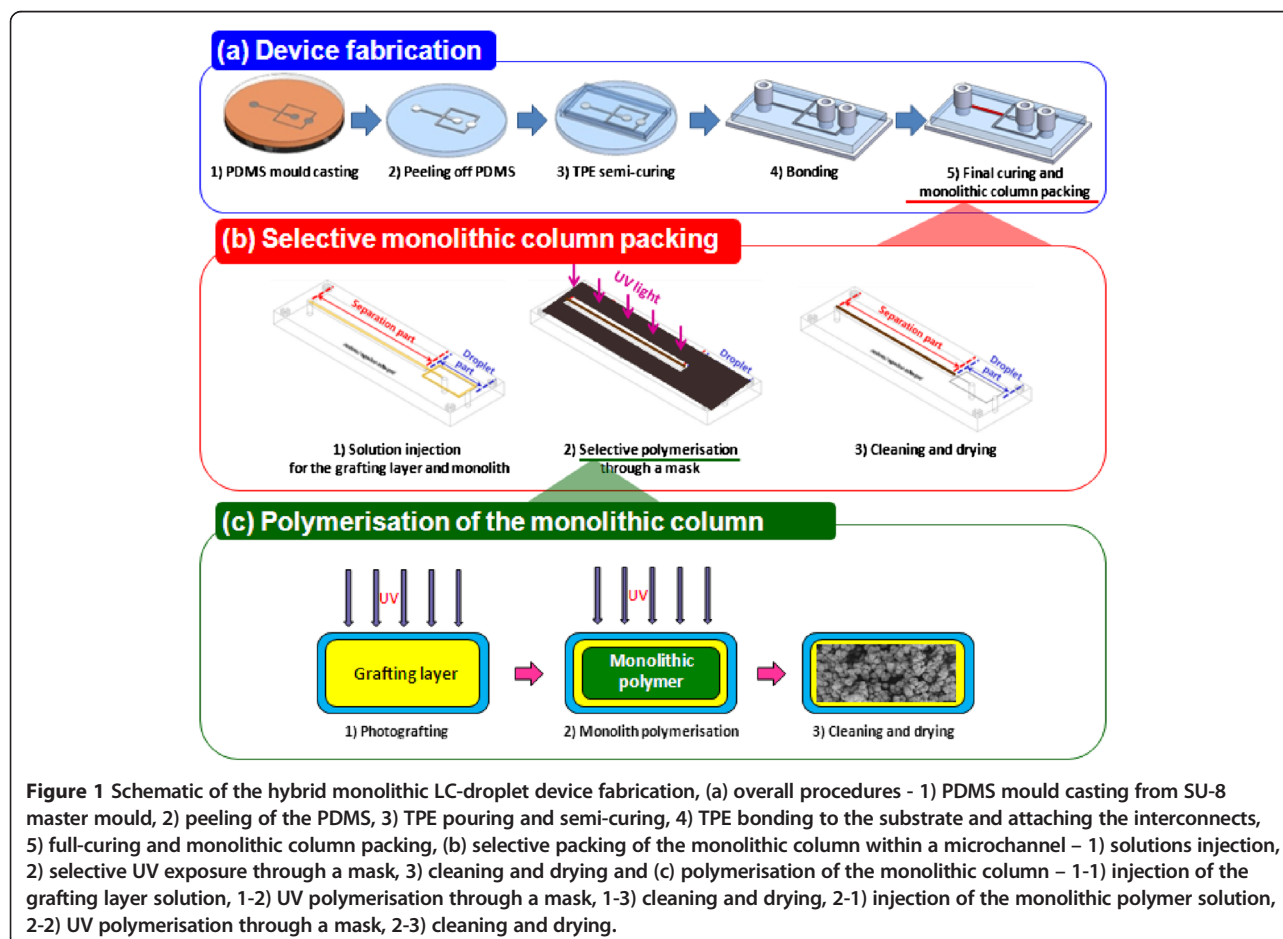 (a) Device fabrication
1) PDMS mould casting
2) Peeling off PDMS
3) TPE semi-curing
4) Bonding
5) Final curing and
monolithic column packing
(b) Selective monolithic column packing
Separation part
Droplet
part
UV light
Separation part
Droplet
part
1) Solution injection
for the grafting layer and monolith
2) Selective polymerisation
through a mask
3) Cleaning and drying
(c) Polymerisation of the monolithic column
UV
UV
Grafting layer
Monolithic
polymer
1) Photografting
2) Monolith polymerisation
3) Cleaning and drying
Figure 1 Schematic of the hybrid monolithic LC-droplet device fabrication, (a) overall procedures - 1) PDMS mould casting from SU-8
master mould, 2) peeling of the PDMS, 3) TPE pouring and semi-curing, 4) TPE bonding to the substrate and attaching the interconnects,
5) full-curing and monolithic column packing, (b) selective packing of the monolithic column within a microchannel – 1) solutions injection,
2) selective UV exposure through a mask, 3) cleaning and drying and (c) polymerisation of the monolithic column – 1-1) injection of the
grafting layer solution, 1-2) UV polymerisation through a mask, 1-3) cleaning and drying, 2-1) injection of the monolithic polymer solution,
2-2) UV polymerisation through a mask, 2-3) cleaning and drying.